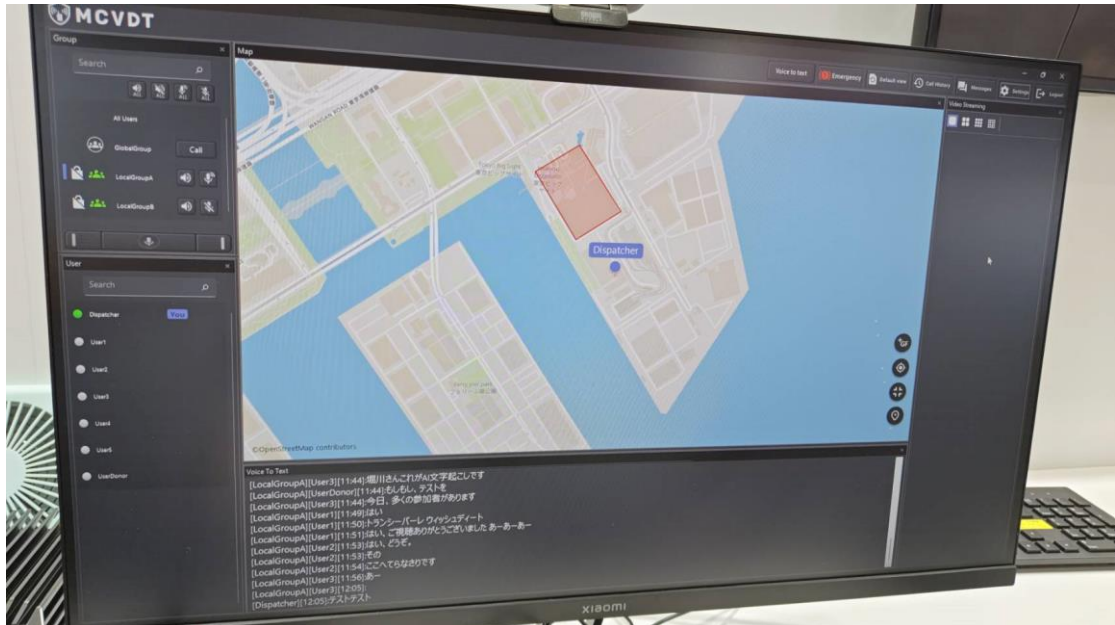 MCVDT
Group
Search
ALL ALL ALL ALL
All Users
GlobalGroup Call
LocalGroupA
LocalGroupB
User
Search
Dispatcher You
User1
User2
User3
User4
User5
UserDonor
Map
Voice to text Emergency Default view Call History Messages Settings Logout
WANGAN ROAD
Tokyo Big Sight
Dispatcher
GF
©OpenStreetMap contributors
Video Streaming
Voice To Text
[LocalGroupA][User3][11:44]:堀川さんこれがAI文字起こしです
[LocalGroupA][UserDonor][11:44]:もしもし、テストを
[LocalGroupA][User3][11:44]:今日、多くの参加者があります
[LocalGroupA][User1][11:49]:はい
[LocalGroupA][User1][11:50]:トランシーバーレ ウィッシュディート
[LocalGroupA][User1][11:51]:はい、ご視聴ありがとうございました あーあーあー
[LocalGroupA][User2][11:53]:はい、どうぞ。
[LocalGroupA][User2][11:53]:その
[LocalGroupA][User2][11:54]:ここへてらなさりです
[LocalGroupA][User3][11:56]:あー
[LocalGroupA][User3][12:05]:
[Dispatcher][12:05]:テストテスト
XIAOMI